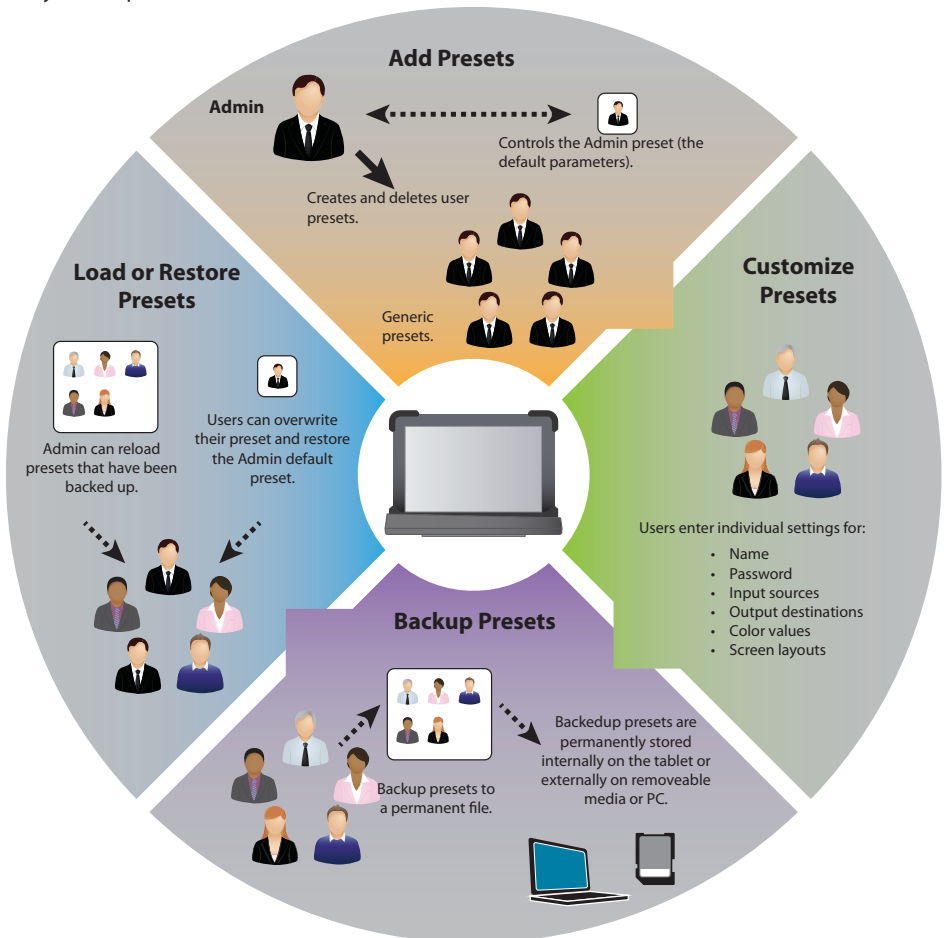 Add Presets
Admin
Controls the Admin preset (the
default parameters).
Creates and deletes user
presets.
Generic
presets.
Customize
Presets
Users enter individual settings for:
• Name
• Password
• Input sources
• Output destinations
• Color values
• Screen layouts
Backup Presets
Backup presets to
a permanent file.
Backedup presets are
permanently stored
internally on the tablet or
externally on removeable
media or PC.
Load or Restore
Presets
Admin can reload
presets that have been
backed up.
Users can overwrite
their preset and restore
the Admin default
preset.